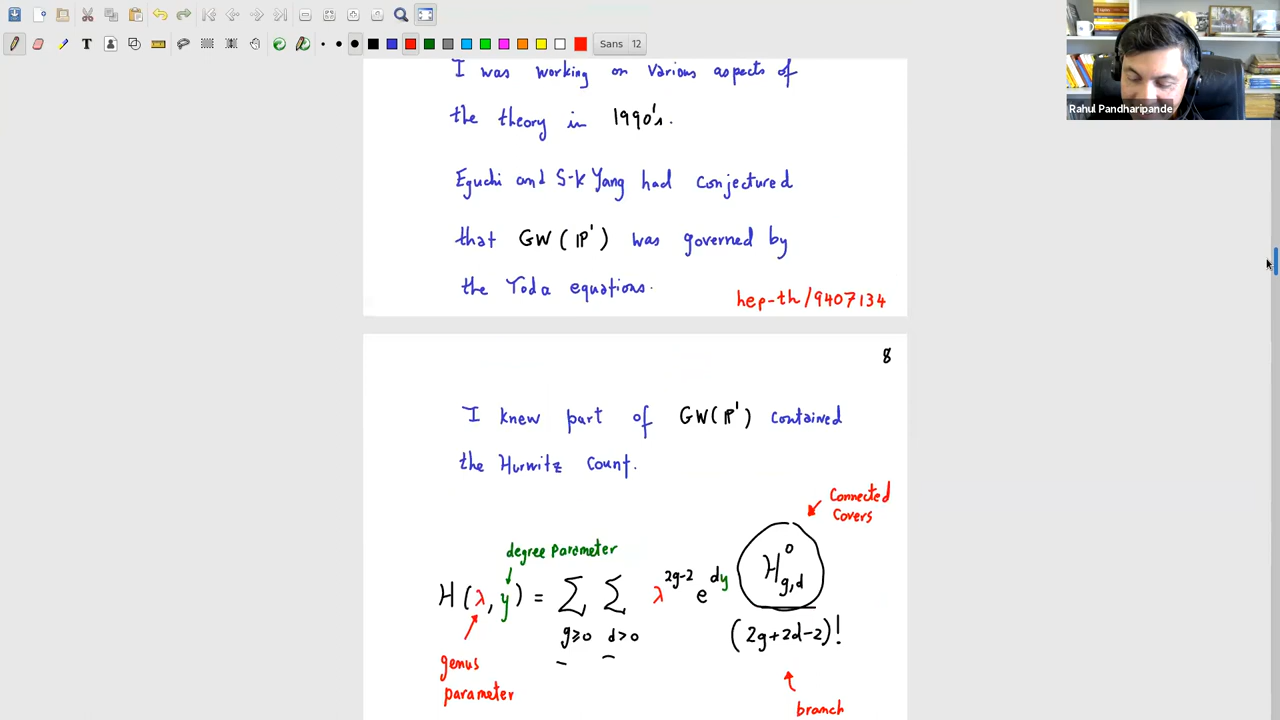 Sans 12
Rahul Pandharipande
I was working on various aspects of
the theory in 1990's.
Eguchi and S-K Yang had conjectured
that GW(ℙ¹) was governed by
the Toda equations.
hep-th/9407134
8
I knew part of GW(ℙ¹) contained
the Hurwitz count.
Connected
Covers
degree parameter
H(λ, y) = ∑_{g≥0} ∑_{d>0} λ^{2g-2} e^{dy} H^0_{g,d} / (2g+2d-2)!
genus
parameter
branch